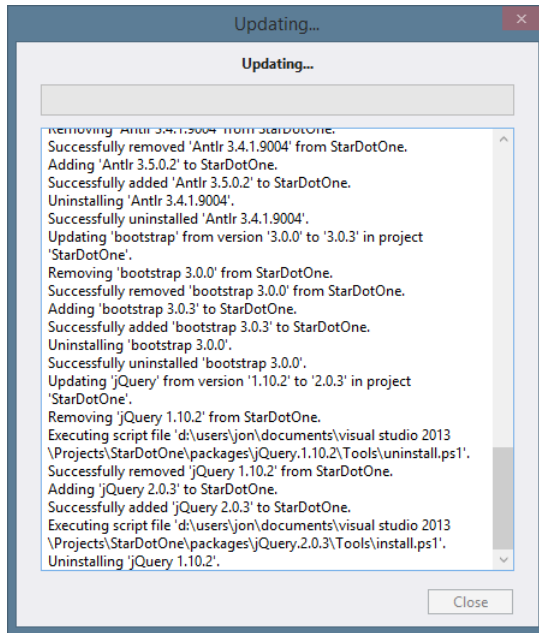 Updating...
Updating...
Removing 'Antlr 3.4.1.9004' from StarDotOne.
Successfully removed 'Antlr 3.4.1.9004' from StarDotOne.
Adding 'Antlr 3.5.0.2' to StarDotOne.
Successfully added 'Antlr 3.5.0.2' to StarDotOne.
Uninstalling 'Antlr 3.4.1.9004'.
Successfully uninstalled 'Antlr 3.4.1.9004'.
Updating 'bootstrap' from version '3.0.0' to '3.0.3' in project
'StarDotOne'.
Removing 'bootstrap 3.0.0' from StarDotOne.
Successfully removed 'bootstrap 3.0.0' from StarDotOne.
Adding 'bootstrap 3.0.3' to StarDotOne.
Successfully added 'bootstrap 3.0.3' to StarDotOne.
Uninstalling 'bootstrap 3.0.0'.
Successfully uninstalled 'bootstrap 3.0.0'.
Updating 'jQuery' from version '1.10.2' to '2.0.3' in project
'StarDotOne'.
Removing 'jQuery 1.10.2' from StarDotOne.
Executing script file 'd:\users\jon\documents\visual studio 2013
\Projects\StarDotOne\packages\jQuery.1.10.2\Tools\uninstall.ps1'.
Successfully removed 'jQuery 1.10.2' from StarDotOne.
Adding 'jQuery 2.0.3' to StarDotOne.
Successfully added 'jQuery 2.0.3' to StarDotOne.
Executing script file 'd:\users\jon\documents\visual studio 2013
\Projects\StarDotOne\packages\jQuery.2.0.3\Tools\install.ps1'.
Uninstalling 'jQuery 1.10.2'.
Close